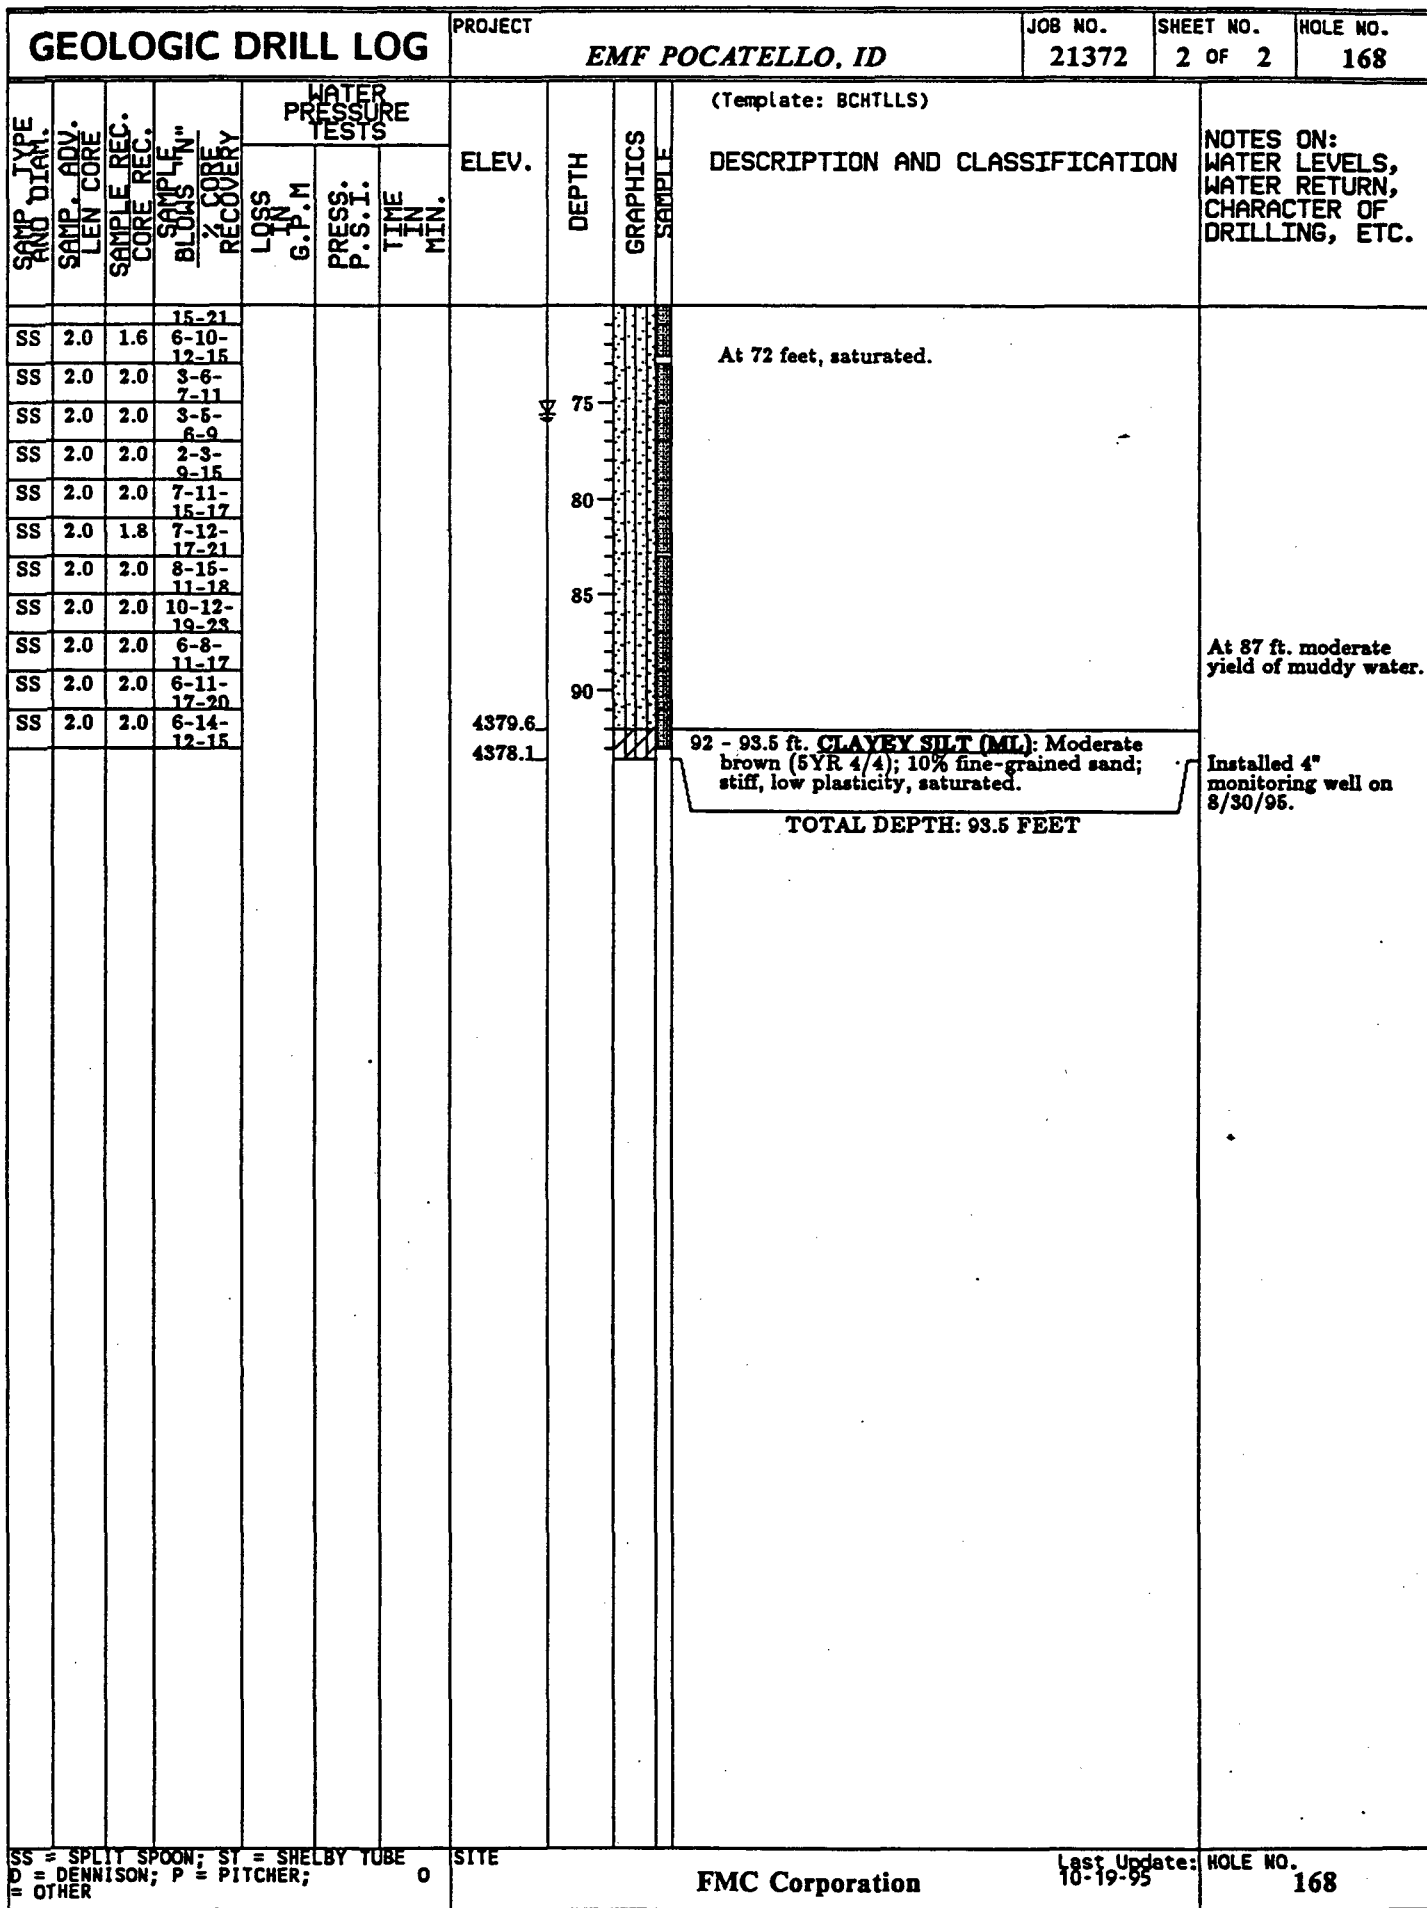 GEOLOGIC DRILL LOG
PROJECT
EMF POCATELLO, ID
JOB NO.
21372
SHEET NO.
2 OF 2
HOLE NO.
168
SAMP. TYPE
AND DIAM.
SAMP. ADV.
LEN CORE
SAMPLE REC.
CORE REC.
SAMPLE
BLOWS "N"
% CORE
RECOVERY
WATER
PRESSURE
TESTS
LOSS
IN
G.P.M
PRESS.
P.S.I.
TIME
IN
MIN.
ELEV.
DEPTH
GRAPHICS
SAMPLE
(Template: BCHTLLS)
DESCRIPTION AND CLASSIFICATION
NOTES ON:
WATER LEVELS,
WATER RETURN,
CHARACTER OF
DRILLING, ETC.
15-21
SS 2.0 1.6 6-10-
12-15
At 72 feet, saturated.
SS 2.0 2.0 3-6-
7-11
75
SS 2.0 2.0 3-5-
6-9
SS 2.0 2.0 2-3-
9-15
SS 2.0 2.0 7-11-
15-17
80
SS 2.0 1.8 7-12-
17-21
SS 2.0 2.0 8-15-
11-18
85
SS 2.0 2.0 10-12-
19-23
SS 2.0 2.0 6-8-
11-17
At 87 ft. moderate
yield of muddy water.
SS 2.0 2.0 6-11-
17-20
90
SS 2.0 2.0 6-14-
12-15
4379.6
4378.1
92 - 93.5 ft. CLAYEY SILT (ML): Moderate
brown (5YR 4/4); 10% fine-grained sand;
stiff, low plasticity, saturated.
Installed 4"
monitoring well on
8/30/95.
TOTAL DEPTH: 93.5 FEET
SS = SPLIT SPOON; ST = SHELBY TUBE
D = DENNISON; P = PITCHER; O
= OTHER
SITE
FMC Corporation
Last Update:
10-19-95
HOLE NO.
168